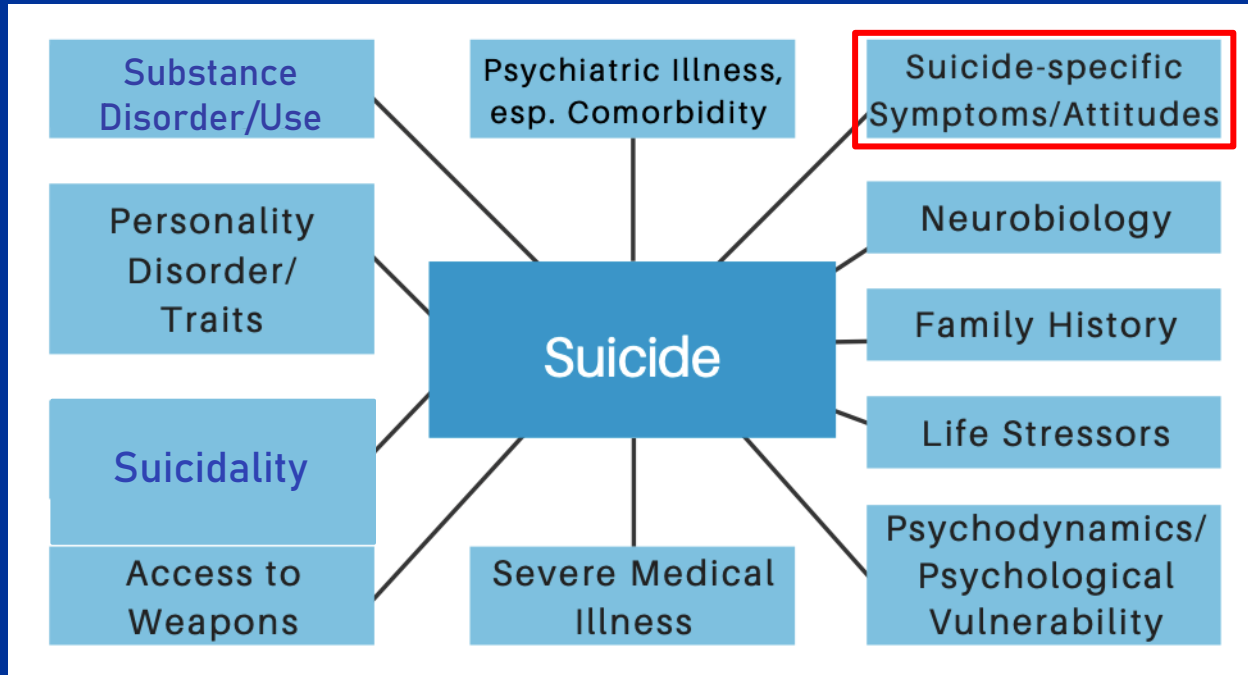 Substance
Disorder/Use
Psychiatric Illness,
esp. Comorbidity
Suicide-specific
Symptoms/Attitudes
Personality
Disorder/
Traits
Neurobiology
Family History
Suicide
Suicidality
Life Stressors
Access to
Weapons
Severe Medical
Illness
Psychodynamics/
Psychological
Vulnerability